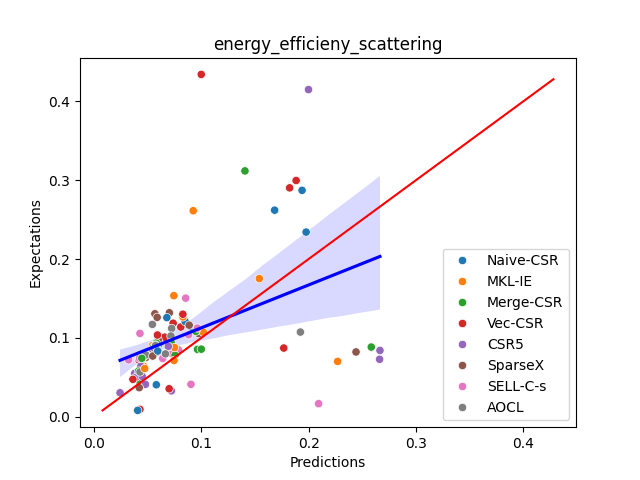 energy_efficieny_scattering
Expectations
0.4
0.3
0.2
0.1
0.0
0.0 0.1 0.2 0.3 0.4
Predictions
Naive-CSR
MKL-IE
Merge-CSR
Vec-CSR
CSR5
SparseX
SELL-C-s
AOCL